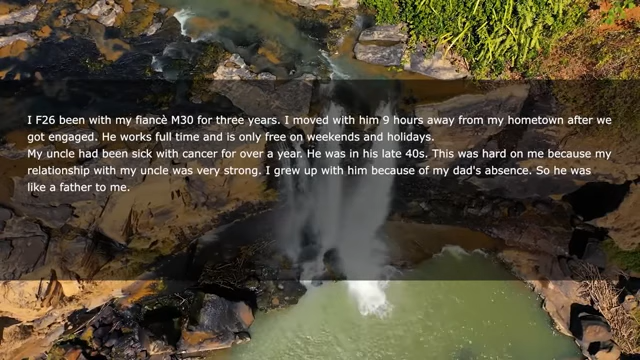 I F26 been with my fiancè M30 for three years. I moved with him 9 hours away from my hometown after we
got engaged. He works full time and is only free on weekends and holidays.
My uncle had been sick with cancer for over a year. He was in his late 40s. This was hard on me because my
relationship with my uncle was very strong. I grew up with him because of my dad's absence. So he was
like a father to me.